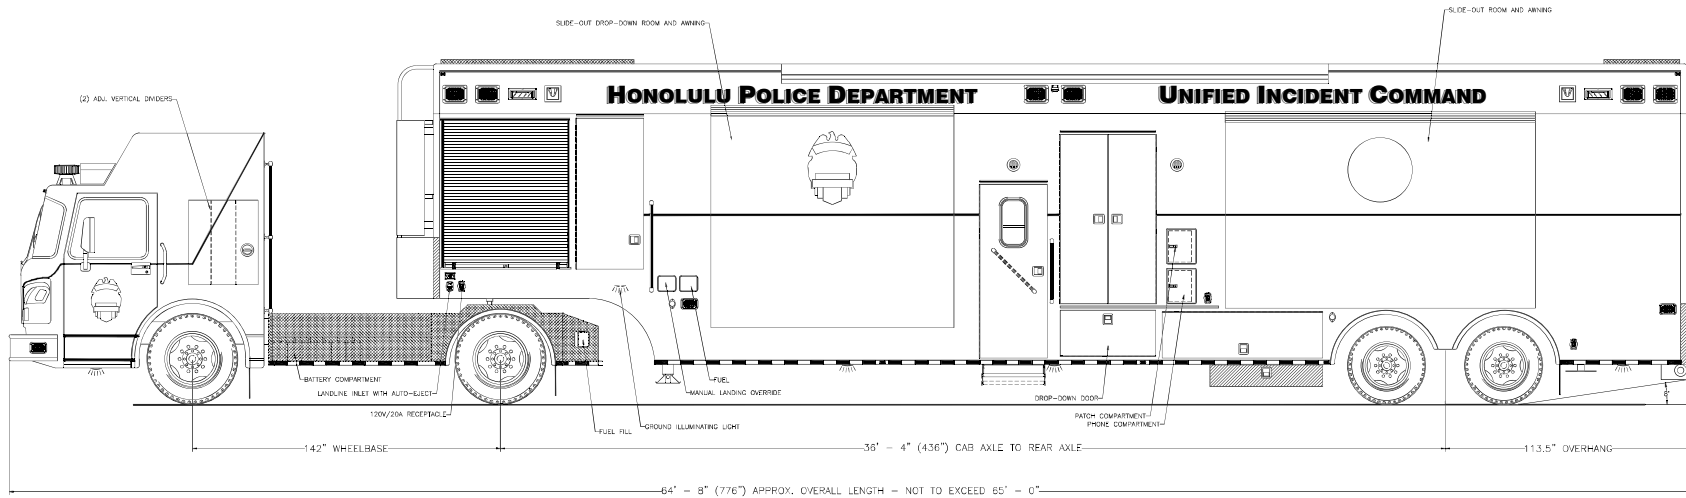 SLIDE-OUT ROOM AND AWNING
SLIDE-OUT DROP-DOWN ROOM AND AWNING
(2) ADJ. VERTICAL DIVIDERS
HONOLULU POLICE DEPARTMENT
UNIFIED INCIDENT COMMAND
BATTERY COMPARTMENT
LANDLINE INLET WITH AUTO-EJECT
120V/20A RECEPTACLE
FUEL FILL
GROUND ILLUMINATING LIGHT
FUEL
MANUAL LANDING OVERRIDE
DROP-DOWN DOOR
PATCH COMPARTMENT
PHONE COMPARTMENT
142" WHEELBASE
36' - 4" (436") CAB AXLE TO REAR AXLE
113.5" OVERHANG
64' - 8" (776") APPROX. OVERALL LENGTH - NOT TO EXCEED 65' - 0"